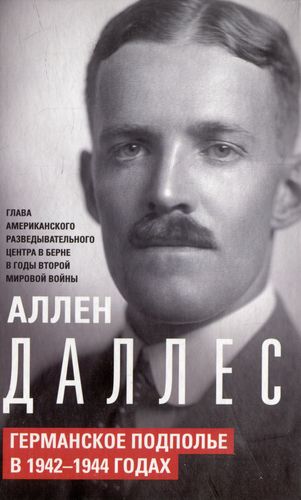 ГЛАВА
АМЕРИКАНСКОГО
РАЗВЕДЫВАТЕЛЬНОГО
ЦЕНТРА В БЕРНЕ
В ГОДЫ ВТОРОЙ
МИРОВОЙ ВОЙНЫ
АЛЛЕН
ДАЛЛЕС
ГЕРМАНСКОЕ ПОДПОЛЬЕ
В 1942–1944 ГОДАХ